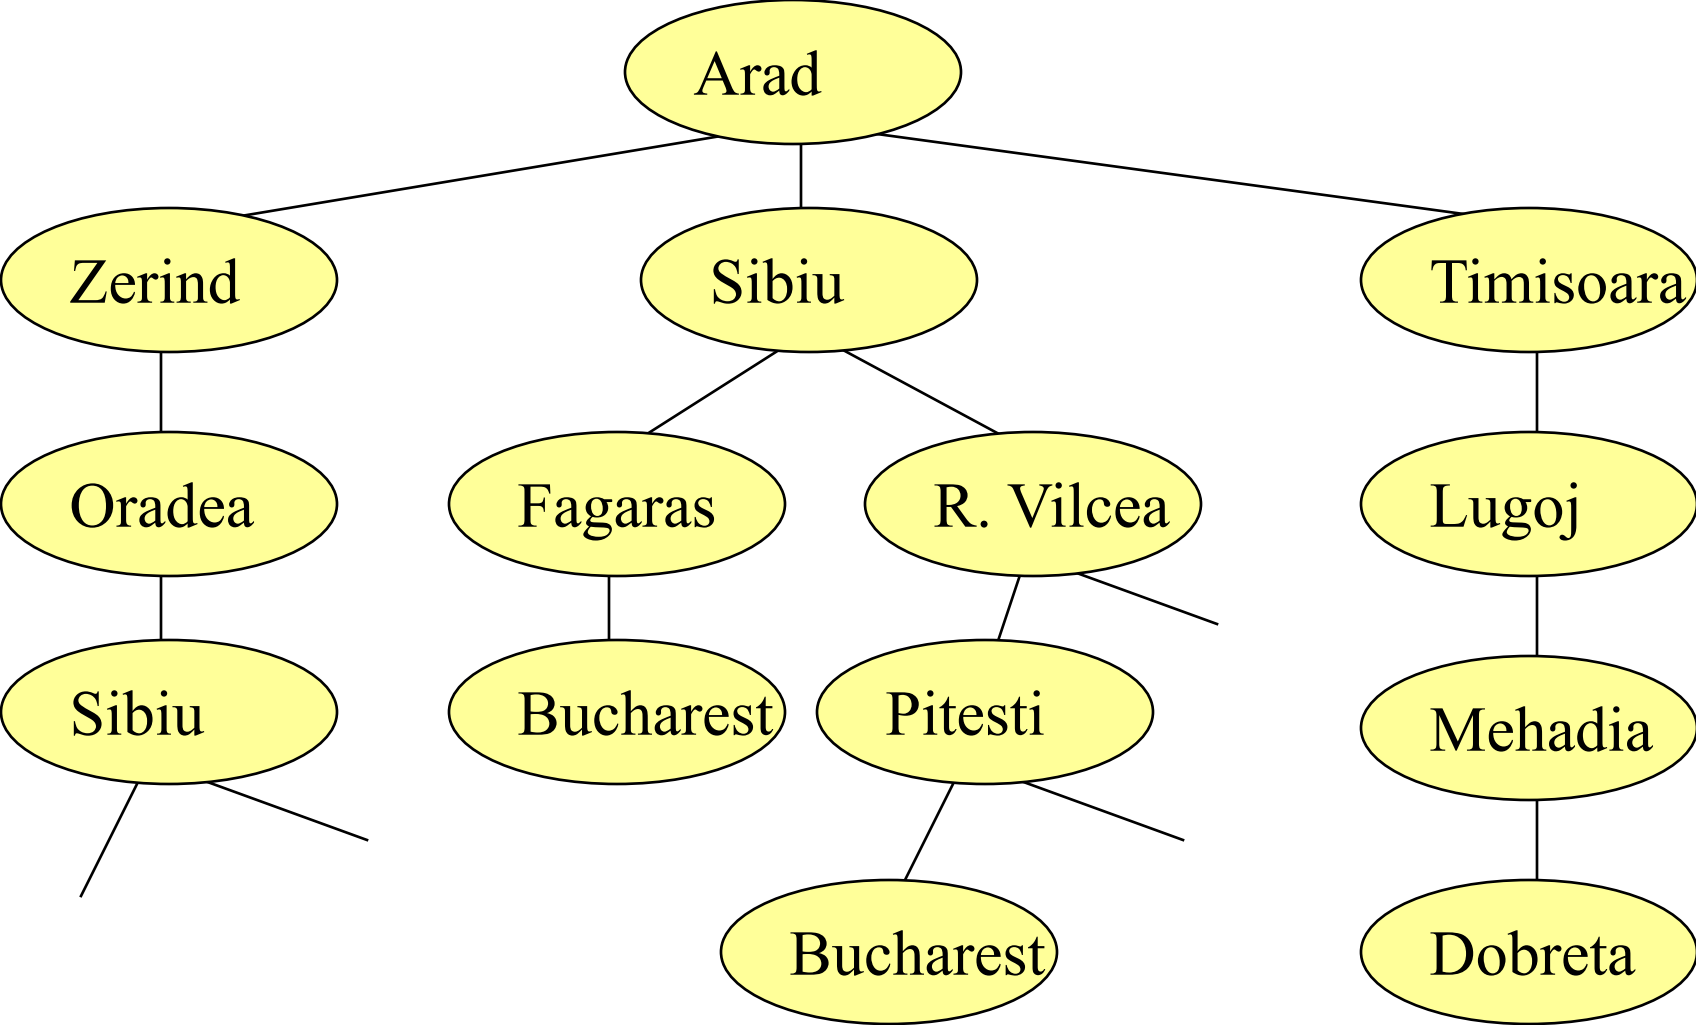 Arad
Zerind
Sibiu
Timisoara
Oradea
Fagaras
R. Vilcea
Lugoj
Sibiu
Bucharest
Pitesti
Mehadia
Bucharest
Dobreta